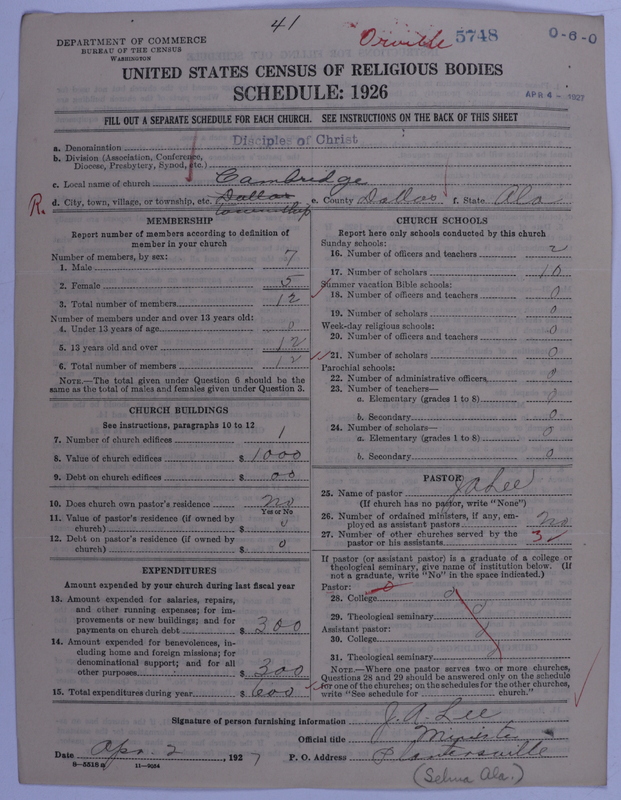 41
Orville 5748 0-6-0
DEPARTMENT OF COMMERCE
BUREAU OF THE CENSUS
WASHINGTON
UNITED STATES CENSUS OF RELIGIOUS BODIES
SCHEDULE: 1926
APR 4 - 1927
FILL OUT A SEPARATE SCHEDULE FOR EACH CHURCH. SEE INSTRUCTIONS ON THE BACK OF THIS SHEET
a. Denomination Disciples of Christ
b. Division (Association, Conference,
Diocese, Presbytery, Synod, etc.)
c. Local name of church Cambridge
R. d. City, town, village, or township, etc. Dallas township e. County Dallas f. State Ala
MEMBERSHIP
Report number of members according to definition of
member in your church
Number of members, by sex:
1. Male 7
2. Female 5
3. Total number of members 12
Number of members under and over 13 years old:
4. Under 13 years of age 0
5. 13 years old and over 12
6. Total number of members 12
NOTE.—The total given under Question 6 should be the
same as the total of males and females given under Question 3.
CHURCH BUILDINGS
See instructions, paragraphs 10 to 12
7. Number of church edifices 1
8. Value of church edifices $ 1000
9. Debt on church edifices $ 00
10. Does church own pastor's residence No
Yes or No
11. Value of pastor's residence (if owned by
church) $ 0
12. Debt on pastor's residence (if owned by
church) $ 0
EXPENDITURES
Amount expended by your church during last fiscal year
13. Amount expended for salaries, repairs,
and other running expenses; for im-
provements or new buildings; and for
payments on church debt $ 300
14. Amount expended for benevolences, in-
cluding home and foreign missions; for
denominational support; and for all
other purposes $ 300
15. Total expenditures during year $ 600
CHURCH SCHOOLS
Report here only schools conducted by this church
Sunday schools:
16. Number of officers and teachers 2
17. Number of scholars 10
Summer vacation Bible schools:
18. Number of officers and teachers 0
19. Number of scholars 0
Week-day religious schools:
20. Number of officers and teachers 0
21. Number of scholars 0
Parochial schools:
22. Number of administrative officers 0
23. Number of teachers—
a. Elementary (grades 1 to 8) 0
b. Secondary 0
24. Number of scholars—
a. Elementary (grades 1 to 8) 0
b. Secondary 0
PASTOR
25. Name of pastor J A Lee
(If church has no pastor, write "None")
26. Number of ordained ministers, if any, em-
ployed as assistant pastors No
27. Number of other churches served by the
pastor or his assistants 3
If pastor (or assistant pastor) is a graduate of a college or
theological seminary, give name of institution below. (If
not a graduate, write "No" in the space indicated.)
Pastor:
28. College 0
29. Theological seminary 0
Assistant pastor:
30. College
31. Theological seminary
NOTE.—Where one pastor serves two or more churches,
Questions 28 and 29 should be answered only on the schedule
for one of the churches; on the schedules for the other churches,
write "See schedule for church."
Signature of person furnishing information J. A. Lee
Official title Minister
Date Apr. 2 1927 P. O. Address Plantersville
8—5518a 11—9054
(Selma Ala.)